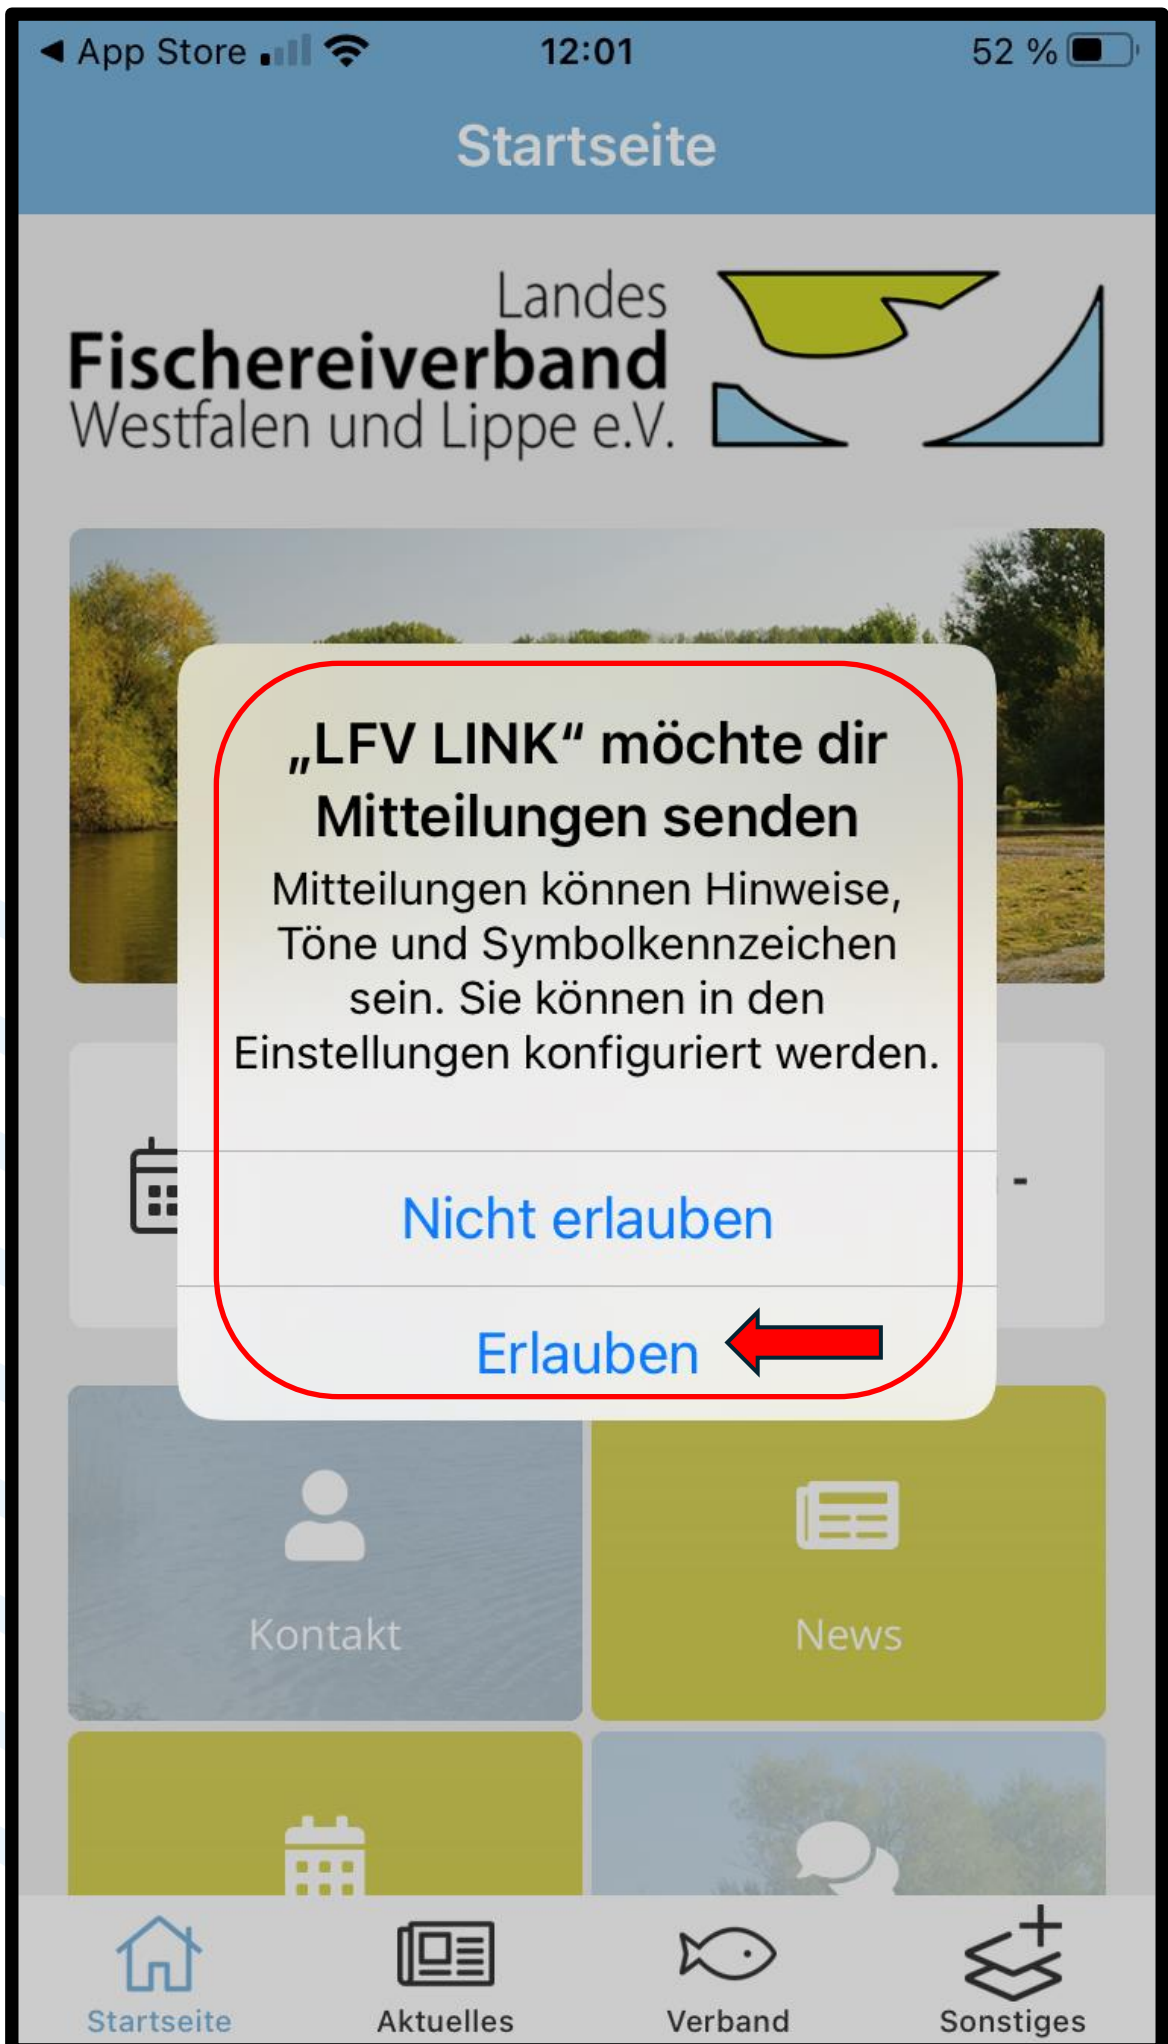 ◀ App Store
12:01
52 %
Startseite
Landes
Fischereiverband
Westfalen und Lippe e.V.
„LFV LINK“ möchte dir
Mitteilungen senden
Mitteilungen können Hinweise,
Töne und Symbolkennzeichen
sein. Sie können in den
Einstellungen konfiguriert werden.
-
Nicht erlauben
Erlauben
Kontakt
News
Startseite
Aktuelles
Verband
Sonstiges